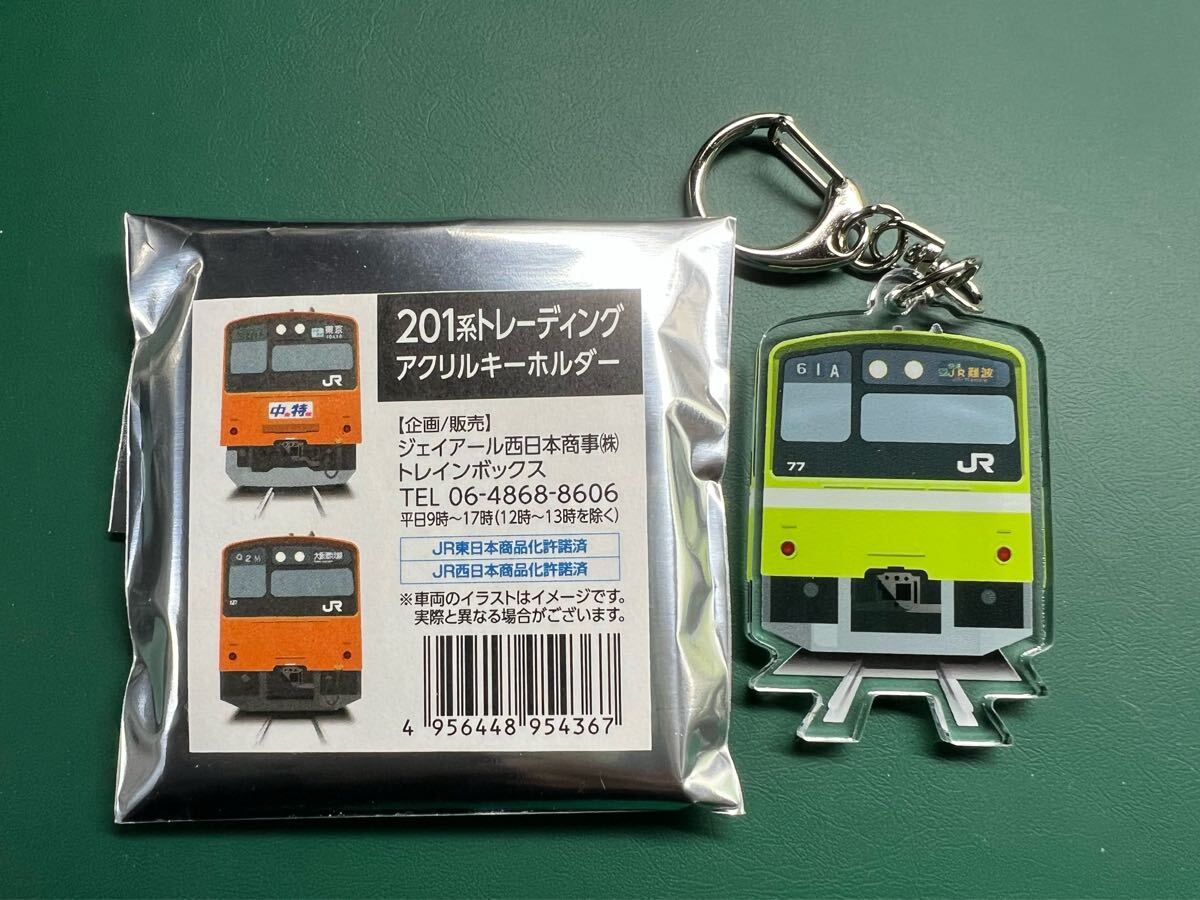 201系トレーディング
アクリルキーホルダー
【企画/販売】
ジェイアール西日本商事㈱
トレインボックス
TEL 06-4868-8606
平日9時～17時(12時～13時を除く)
JR東日本商品化許諾済
JR西日本商品化許諾済
※車両のイラストはイメージです。
実際と異なる場合がございます。
4 956448 954367
東京
JR
中 特
大阪環状線
JR
61A
JR難波
77
JR